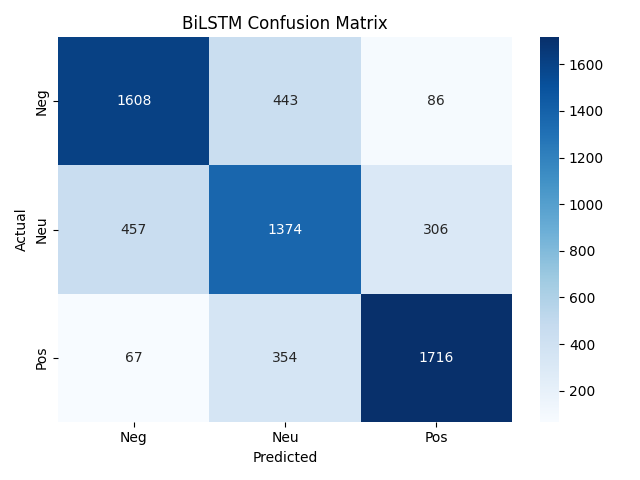 BiLSTM Confusion Matrix
Neg 1608 443 86
Neu 457 1374 306
Pos 67 354 1716
Actual
Neg Neu Pos
Predicted
1600
1400
1200
1000
800
600
400
200